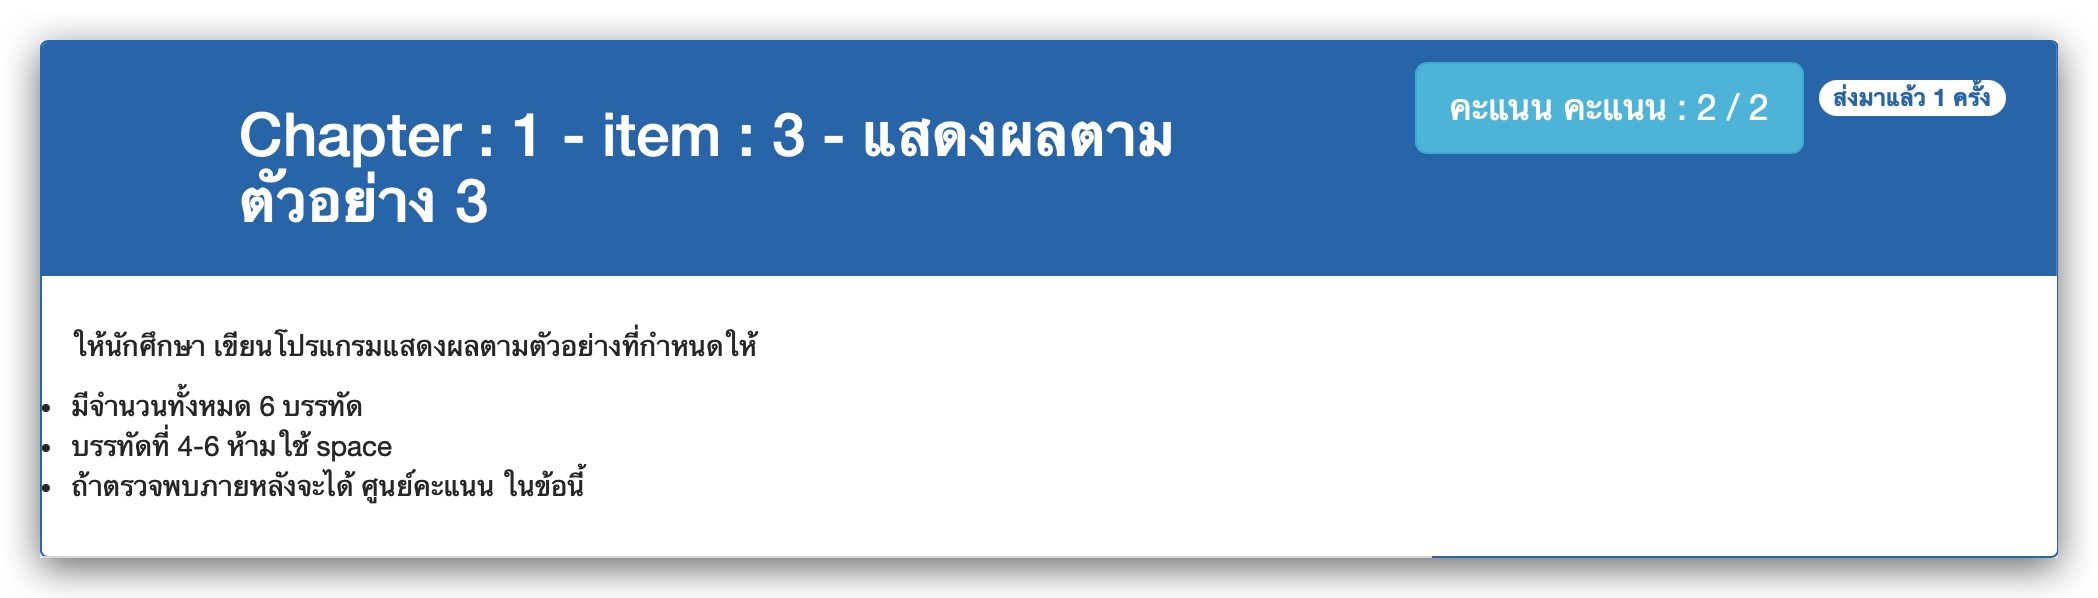 Chapter : 1 - item : 3 - แสดงผลตาม
ตัวอย่าง 3
คะแนน คะแนน : 2 / 2
ส่งมาแล้ว 1 ครั้ง
ให้นักศึกษา เขียนโปรแกรมแสดงผลตามตัวอย่างที่กำหนดให้
• มีจำนวนทั้งหมด 6 บรรทัด
• บรรทัดที่ 4-6 ห้ามใช้ space
• ถ้าตรวจพบภายหลังจะได้ ศูนย์คะแนน ในข้อนี้